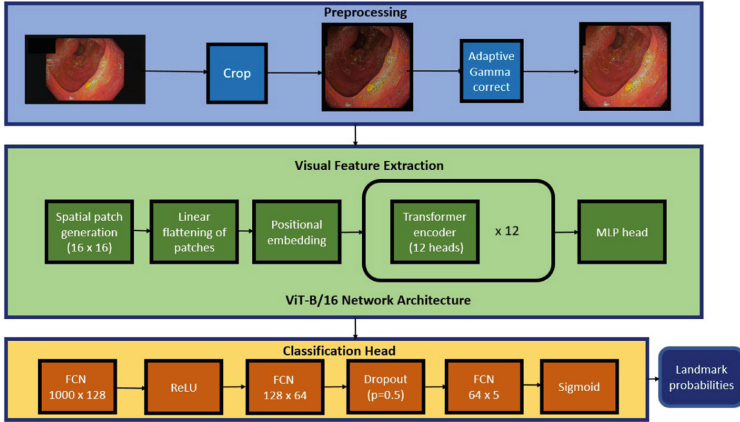 Preprocessing
Crop
Adaptive
Gamma
correct
Visual Feature Extraction
Spatial patch
generation
(16 x 16)
Linear
flattening of
patches
Positional
embedding
Transformer
encoder
(12 heads)
x 12
MLP head
ViT-B/16 Network Architecture
Classification Head
FCN
1000 x 128
ReLU
FCN
128 x 64
Dropout
(p=0.5)
FCN
64 x 5
Sigmoid
Landmark
probabilities